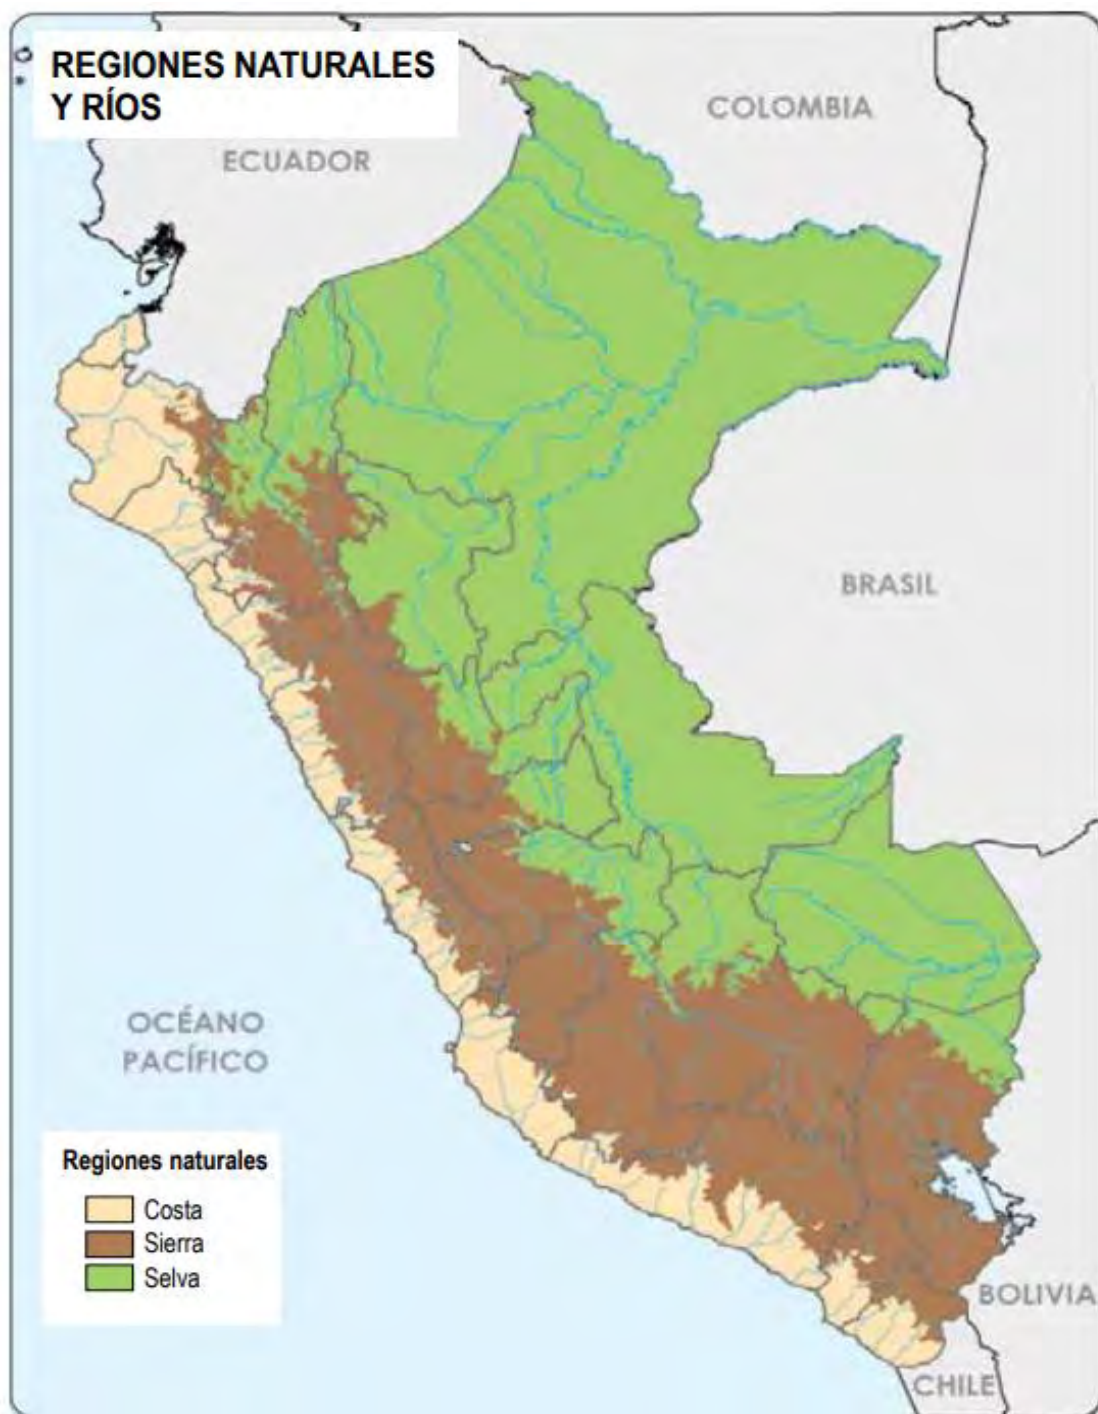 REGIONES NATURALES
Y RÍOS
COLOMBIA
ECUADOR
BRASIL
OCÉANO
PACÍFICO
Regiones naturales
Costa
Sierra
Selva
BOLIVIA
CHILE